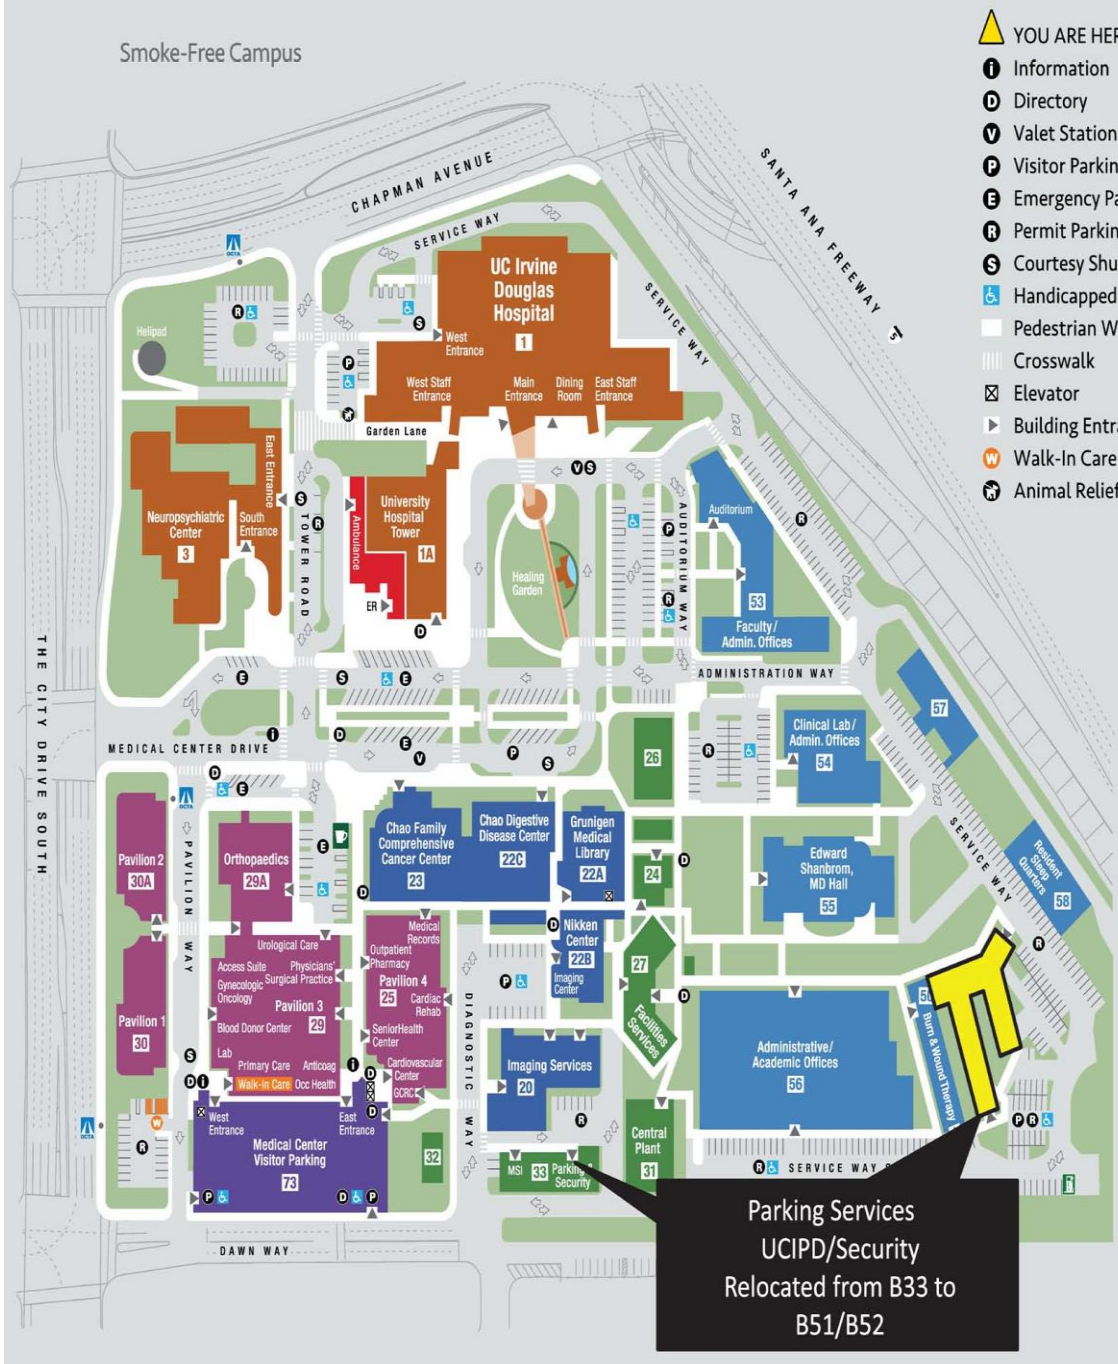 Smoke-Free Campus
YOU ARE HER
i Information
D Directory
V Valet Station
P Visitor Parkin
E Emergency Pa
R Permit Parkin
S Courtesy Shu
Handicapped
Pedestrian W
Crosswalk
Elevator
Building Entra
W Walk-In Care
Animal Relief
CHAPMAN AVENUE
SANTA ANA FREEWAY
5
SERVICE WAY
SERVICE WAY
OCTA
R
Helipad
S
P
UC Irvine
Douglas
Hospital
1
West
Entrance
West Staff
Entrance
Main
Entrance
Dining
Room
East Staff
Entrance
Garden Lane
East Entrance
Neuropsychiatric
Center
3
South
Entrance
S
R
TOWER ROAD
Ambulance
University
Hospital
Tower
1A
ER
D
V S
Healing
Garden
P
R
AUDITORIUM WAY
Auditorium
53
Faculty/
Admin. Offices
R
ADMINISTRATION WAY
E
S
E
THE CITY DRIVE SOUTH
MEDICAL CENTER DRIVE
i
D
E
V
P
S
26
R
Clinical Lab/
Admin. Offices
54
57
D
E
OCTA
Pavilion 2
30A
PAVILION WAY
Orthopaedics
29A
E
D
Chao Family
Comprehensive
Cancer Center
23
Chao Digestive
Disease Center
22C
Grunigen
Medical
Library
22A
24
D
Edward
Shanbrom,
MD Hall
55
SERVICE WAY
Resident
Sleep
Quarters
58
R
Urological Care
Access Suite
Gynecologic
Oncology
Physicians'
Surgical Practice
Pavilion 3
29
Blood Donor Center
Lab
Primary Care
Anticoag
Walk-In Care
Occ Health
Medical
Records
Outpatient
Pharmacy
Pavilion 4
25
Cardiac
Rehab
SeniorHealth
Center
Cardiovascular
Center
GCRC
DIAGNOSTIC WAY
P
D
Nikken
Center
22B
Imaging
Center
27
Facilities
Services
D
Administrative/
Academic Offices
56
50
Burn & Wound Therapy
Pavilion 1
30
S
D i
i
D
Imaging Services
20
R
P R
OCTA
R
W
West
Entrance
East
Entrance
Medical Center
Visitor Parking
73
P
D P
32
MSI
33
Parking &
Security
Central
Plant
31
R
SERVICE WAY S
DAWN WAY
Parking Services
UCIPD/Security
Relocated from B33 to
B51/B52